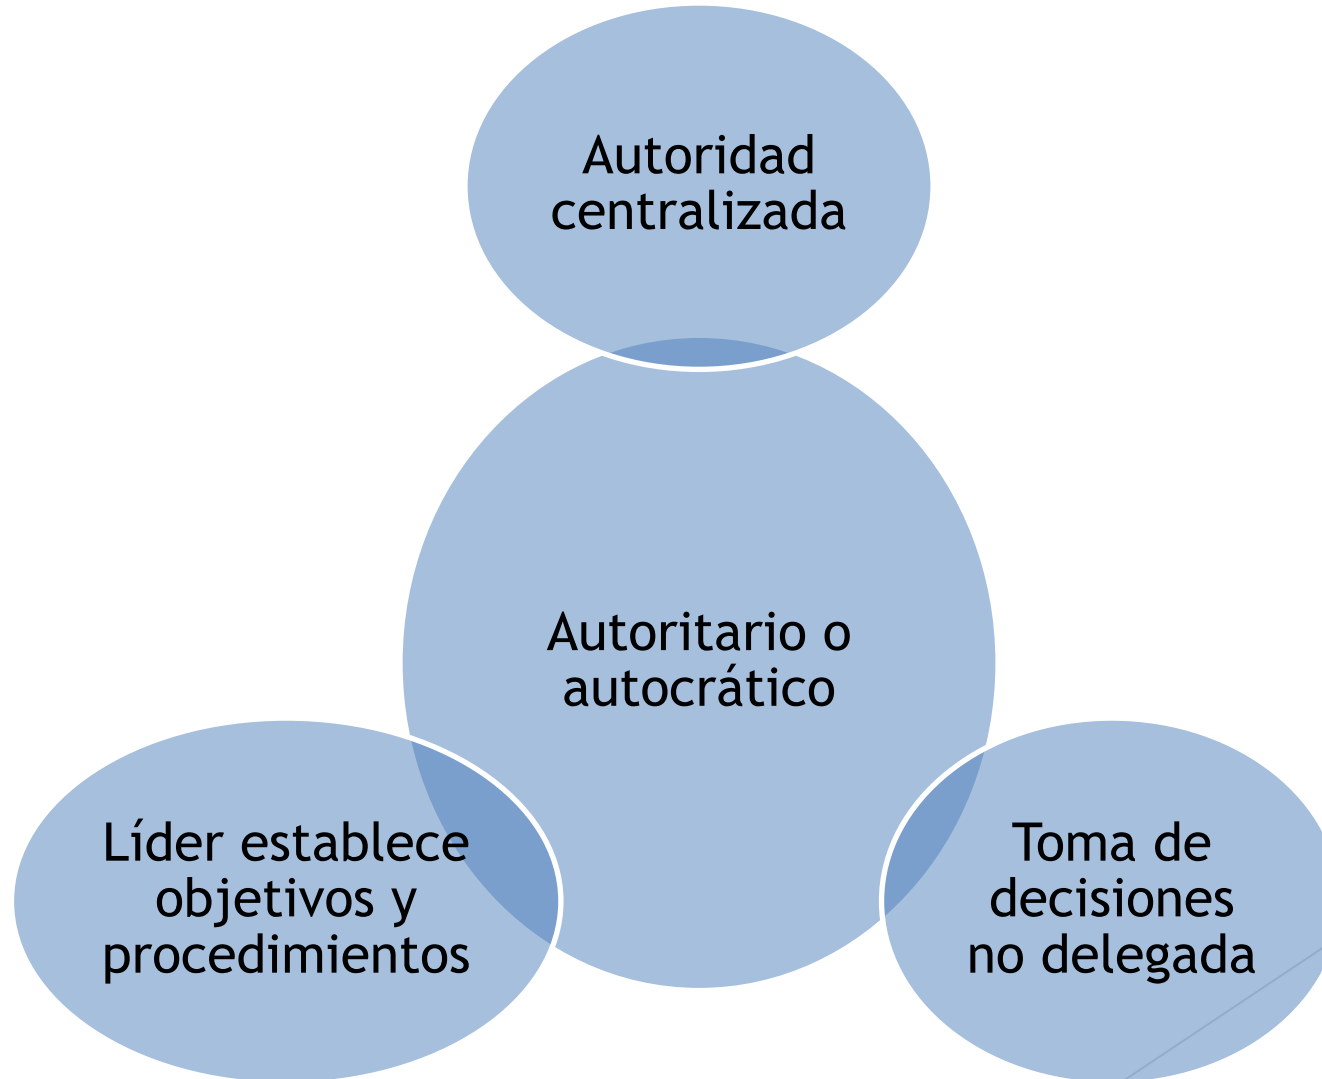 Autoridad
centralizada
Autoritario o
autocrático
Líder establece
objetivos y
procedimientos
Toma de
decisiones
no delegada